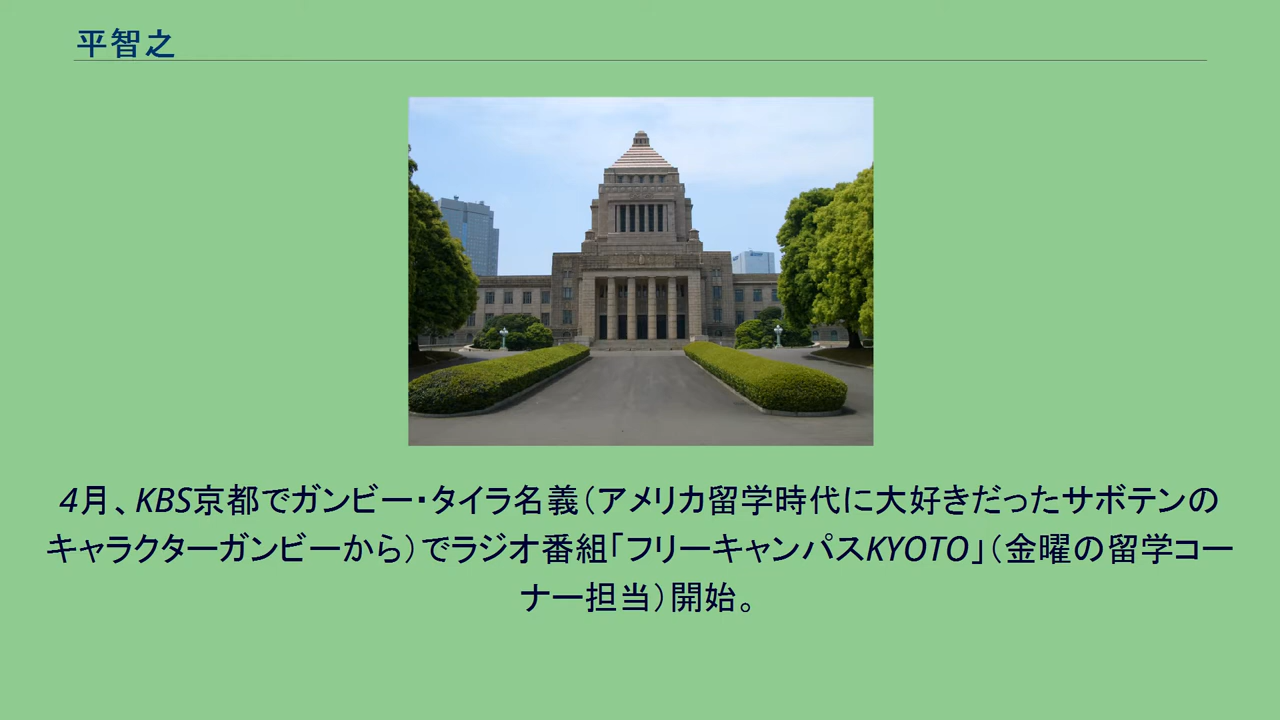 平智之
4月、KBS京都でガンビー・タイラ名義（アメリカ留学時代に大好きだったサボテンの
キャラクターガンビーから）でラジオ番組「フリーキャンパスKYOTO」（金曜の留学コー
ナー担当）開始。